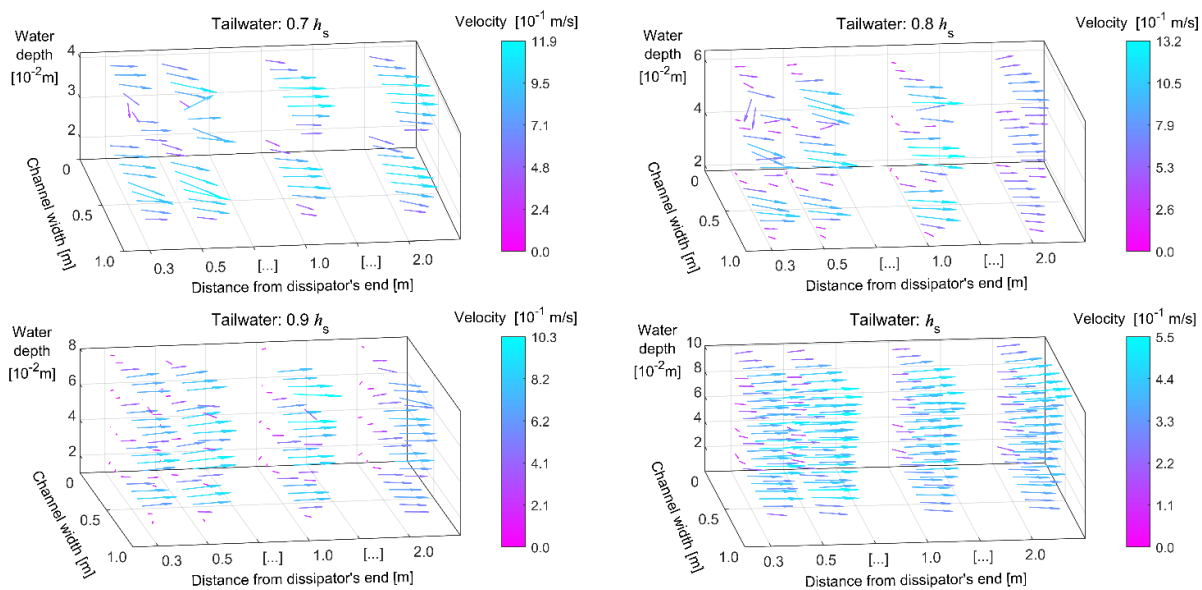 Tailwater: 0.7 hs
Velocity [10-1 m/s]
Water
depth
[10-2m]
4
3
2
0
0.5
1.0
Channel width [m]
0.3
0.5
[...]
1.0
[...]
2.0
Distance from dissipator's end [m]
11.9
9.5
7.1
4.8
2.4
0.0
Tailwater: 0.8 hs
Velocity [10-1 m/s]
Water
depth
[10-2m]
6
4
2
0
0.5
1.0
Channel width [m]
0.3
0.5
[...]
1.0
[...]
2.0
Distance from dissipator's end [m]
13.2
10.5
7.9
5.3
2.6
0.0
Tailwater: 0.9 hs
Velocity [10-1 m/s]
Water
depth
[10-2m]
8
6
4
2
0
0.5
1.0
Channel width [m]
0.3
0.5
[...]
1.0
[...]
2.0
Distance from dissipator's end [m]
10.3
8.2
6.2
4.1
2.1
0.0
Tailwater: hs
Velocity [10-1 m/s]
Water
depth
[10-2m]
10
8
6
4
2
0
0.5
1.0
Channel width [m]
0.3
0.5
[...]
1.0
[...]
2.0
Distance from dissipator's end [m]
5.5
4.4
3.3
2.2
1.1
0.0